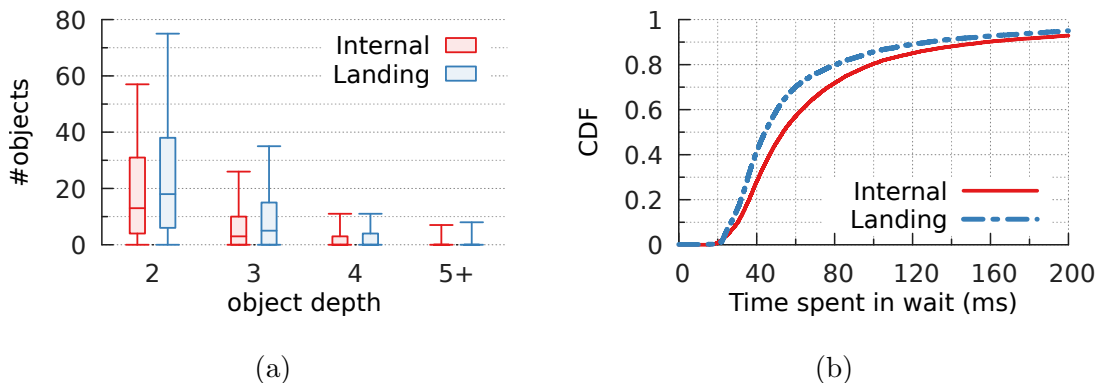 80
60
40
20
0
#objects
Internal
Landing
2 3 4 5+
object depth
(a)
1
0.8
0.6
0.4
0.2
0
CDF
Internal
Landing
0 40 80 120 160 200
Time spent in wait (ms)
(b)